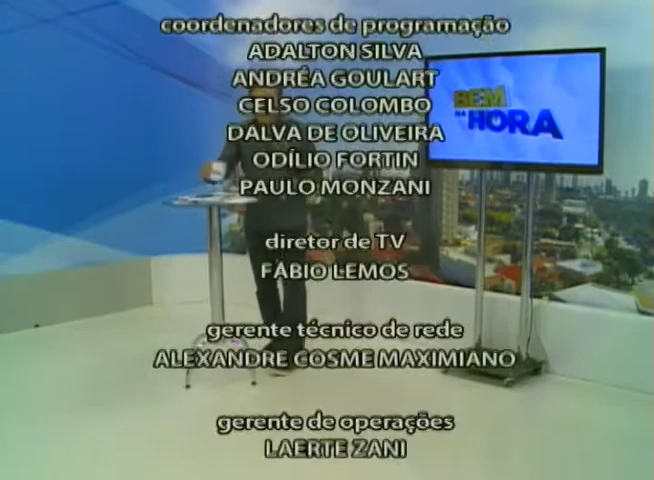 coordenadores de programação
ADALTON SILVA
ANDRÉA GOULART
CELSO COLOMBO
DALVA DE OLIVEIRA
ODÍLIO FORTIN
PAULO MONZANI
diretor de TV
FÁBIO LEMOS
gerente técnico de rede
ALEXANDRE COSME MAXIMIANO
gerente de operações
LAERTE ZANI
BEM
NA HORA